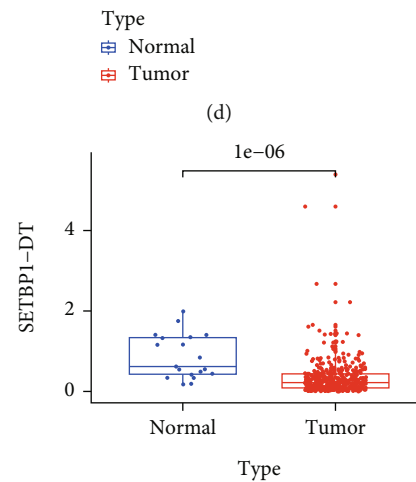 Type
Normal
Tumor
(d)
1e−06
SETBP1−DT
4
2
0
Normal Tumor
Type